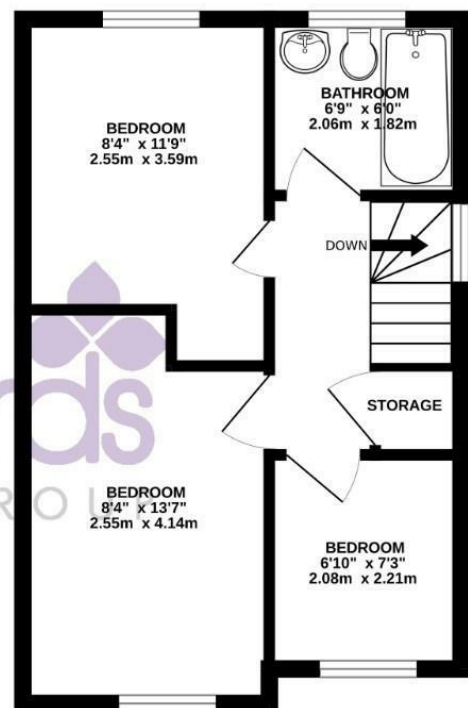 BEDROOM
8'4" x 11'9"
2.55m x 3.59m
BATHROOM
6'9" x 6'0"
2.06m x 1.82m
DOWN
STORAGE
BEDROOM
8'4" x 13'7"
2.55m x 4.14m
BEDROOM
6'10" x 7'3"
2.08m x 2.21m
rds
ROUP